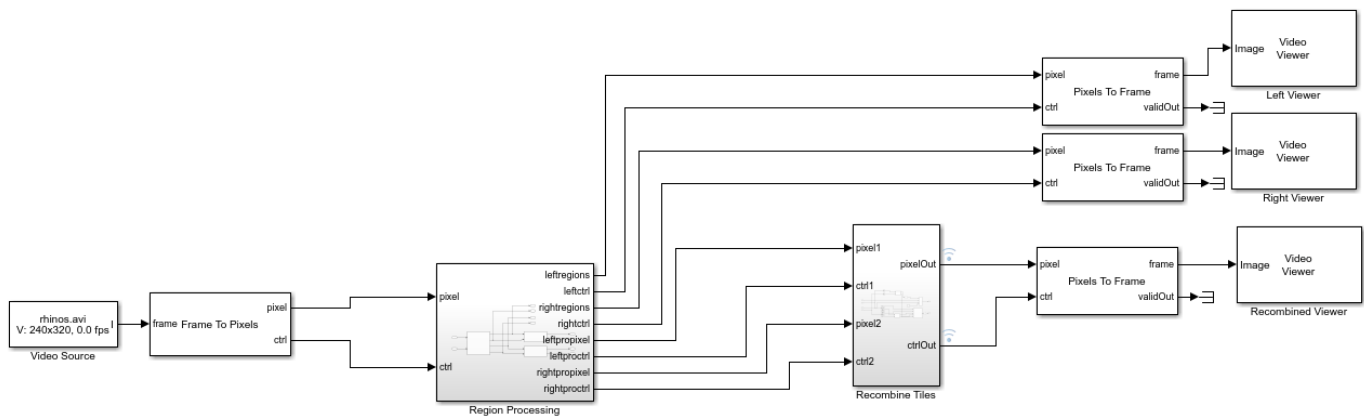 rhinos.avi
V: 240x320, 0.0 fps
I
Video Source
frame
Frame To Pixels
pixel
ctrl
pixel
ctrl
leftregions
leftctrl
rightregions
rightctrl
leftpropixel
leftproctrl
rightpropixel
rightproctrl
Region Processing
pixel1
ctrl1
pixel2
ctrl2
pixelOut
ctrlOut
Recombine Tiles
pixel
ctrl
Pixels To Frame
frame
validOut
Image
Video
Viewer
Left Viewer
pixel
ctrl
Pixels To Frame
frame
validOut
Image
Video
Viewer
Right Viewer
pixel
ctrl
Pixels To Frame
frame
validOut
Image
Video
Viewer
Recombined Viewer